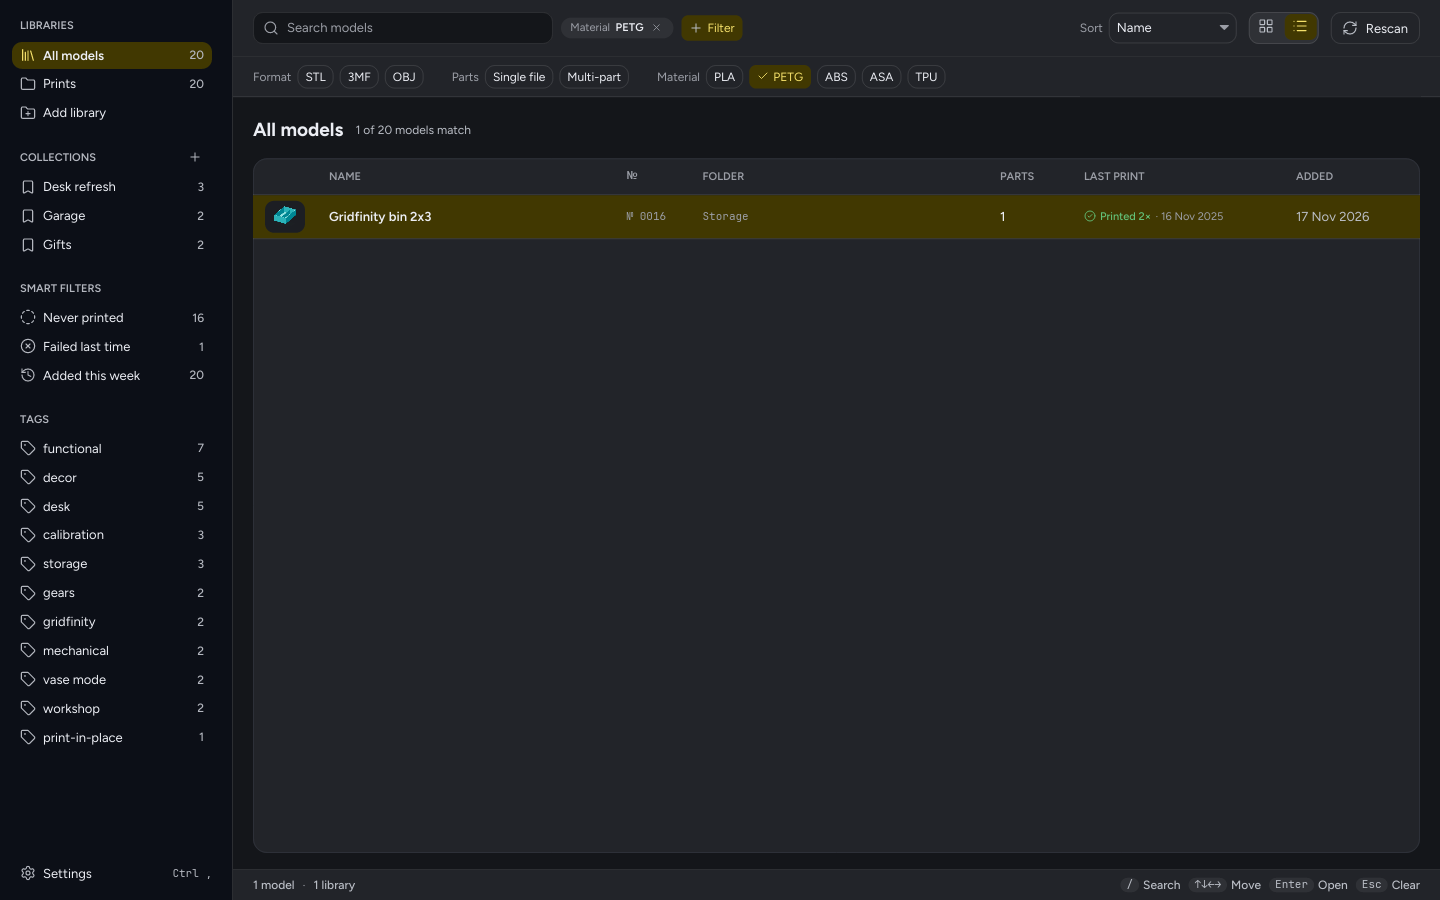 LIBRARIES
All models 20
Prints 20
Add library
COLLECTIONS
Desk refresh 3
Garage 2
Gifts 2
SMART FILTERS
Never printed 16
Failed last time 1
Added this week 20
TAGS
functional 7
decor 5
desk 5
calibration 3
storage 3
gears 2
gridfinity 2
mechanical 2
vase mode 2
workshop 2
print-in-place 1
Settings Ctrl ,
Search models Material PETG Filter Sort Name Rescan
Format STL 3MF OBJ Parts Single file Multi-part Material PLA PETG ABS ASA TPU
All models 1 of 20 models match
NAME № FOLDER PARTS LAST PRINT ADDED
Gridfinity bin 2x3 № 0016 Storage 1 Printed 2× · 16 Nov 2025 17 Nov 2026
1 model · 1 library / Search ↑↓←→ Move Enter Open Esc Clear